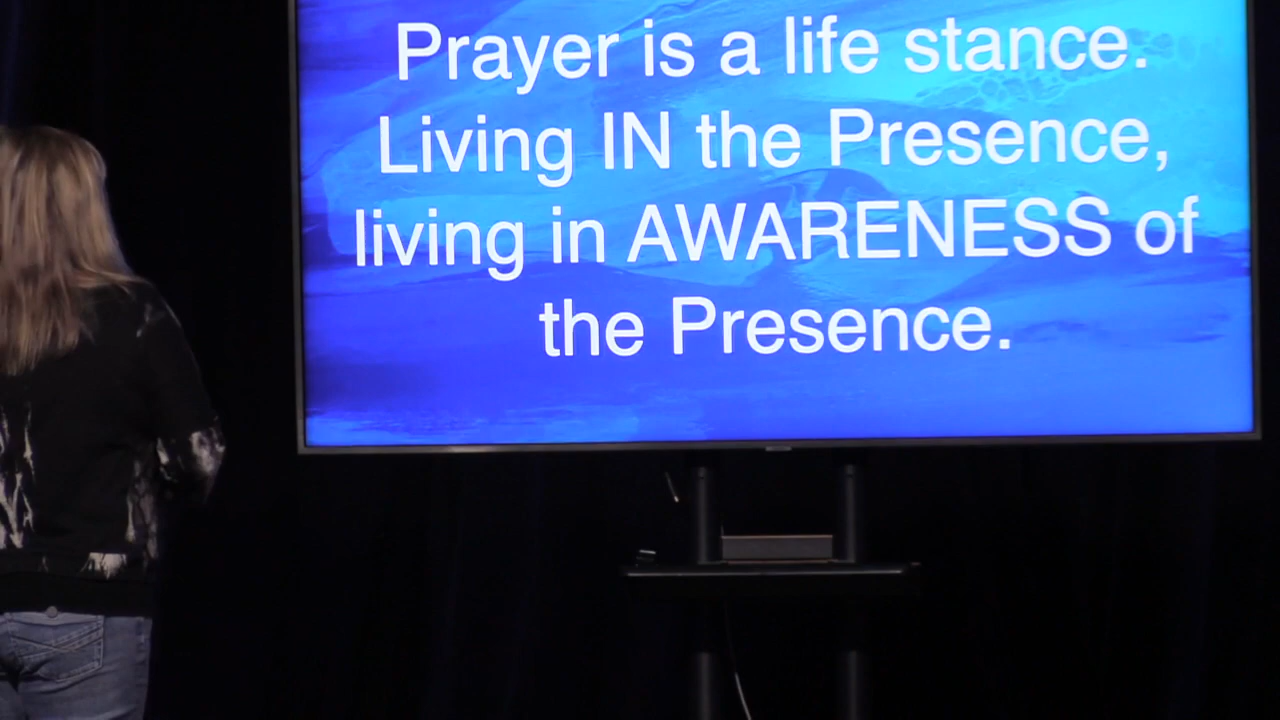 Prayer is a life stance.
Living IN the Presence,
living in AWARENESS of
the Presence.